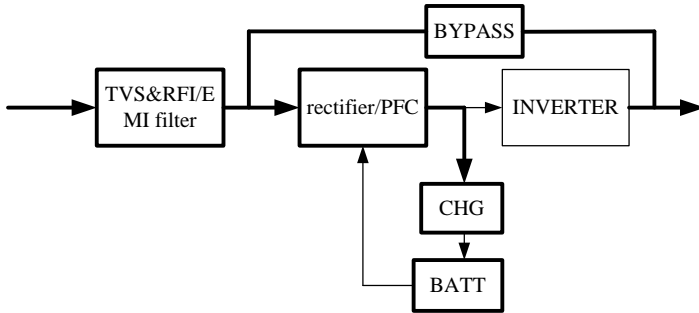 BYPASS
TVS&RFI/E
MI filter
rectifier/PFC
INVERTER
CHG
BATT